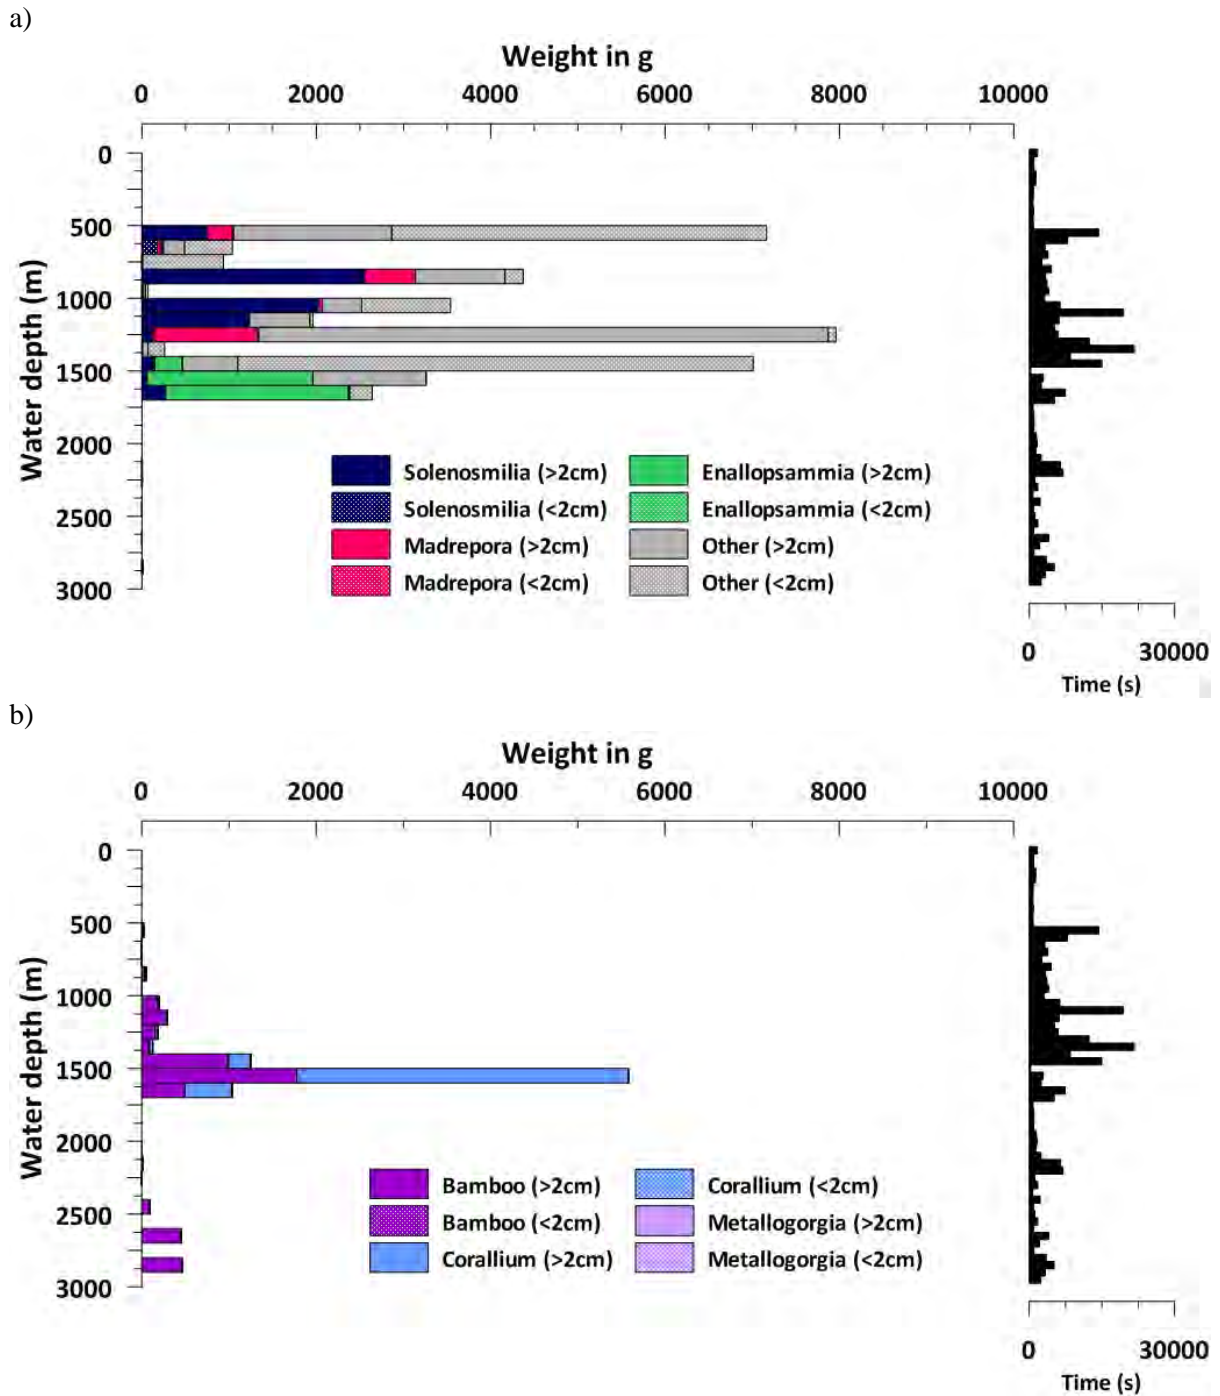 a)
Weight in g
0 2000 4000 6000 8000 10000
0
500
1000
1500
2000
2500
3000
Water depth (m)
Solenosmilia (>2cm) Enallopsammia (>2cm)
Solenosmilia (<2cm) Enallopsammia (<2cm)
Madrepora (>2cm) Other (>2cm)
Madrepora (<2cm) Other (<2cm)
0 30000
Time (s)
b)
Weight in g
0 2000 4000 6000 8000 10000
0
500
1000
1500
2000
2500
3000
Water depth (m)
Bamboo (>2cm) Corallium (<2cm)
Bamboo (<2cm) Metallogorgia (>2cm)
Corallium (>2cm) Metallogorgia (<2cm)
0 30000
Time (s)